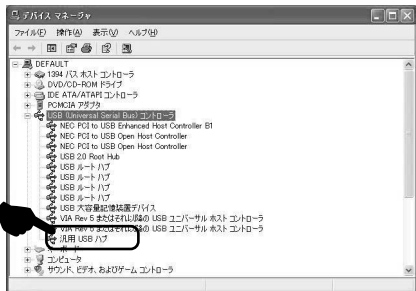 デバイス マネージャ
ファイル(F) 操作(A) 表示(V) ヘルプ(H)
DEFAULT
1394 バス ホスト コントローラ
DVD/CD-ROM ドライブ
IDE ATA/ATAPI コントローラ
PCMCIA アダプタ
USB (Universal Serial Bus) コントローラ
NEC PCI to USB Enhanced Host Controller B1
NEC PCI to USB Open Host Controller
NEC PCI to USB Open Host Controller
USB 2.0 Root Hub
USB ルート ハブ
USB ルート ハブ
USB ルート ハブ
USB ルート ハブ
USB 大容量記憶装置デバイス
VIA Rev 5 またはそれ以降の USB ユニバーサル ホスト コントローラ
VIA Rev 5 またはそれ以降の USB ユニバーサル ホスト コントローラ
汎用 USB ハブ
キーボード
コンピュータ
サウンド、ビデオ、およびゲーム コントローラ